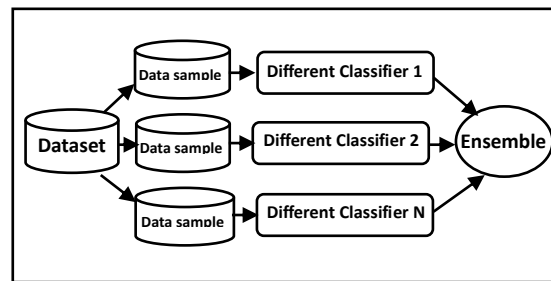 Data sample
Different Classifier 1
Dataset
Data sample
Different Classifier 2
Ensemble
Data sample
Different Classifier N